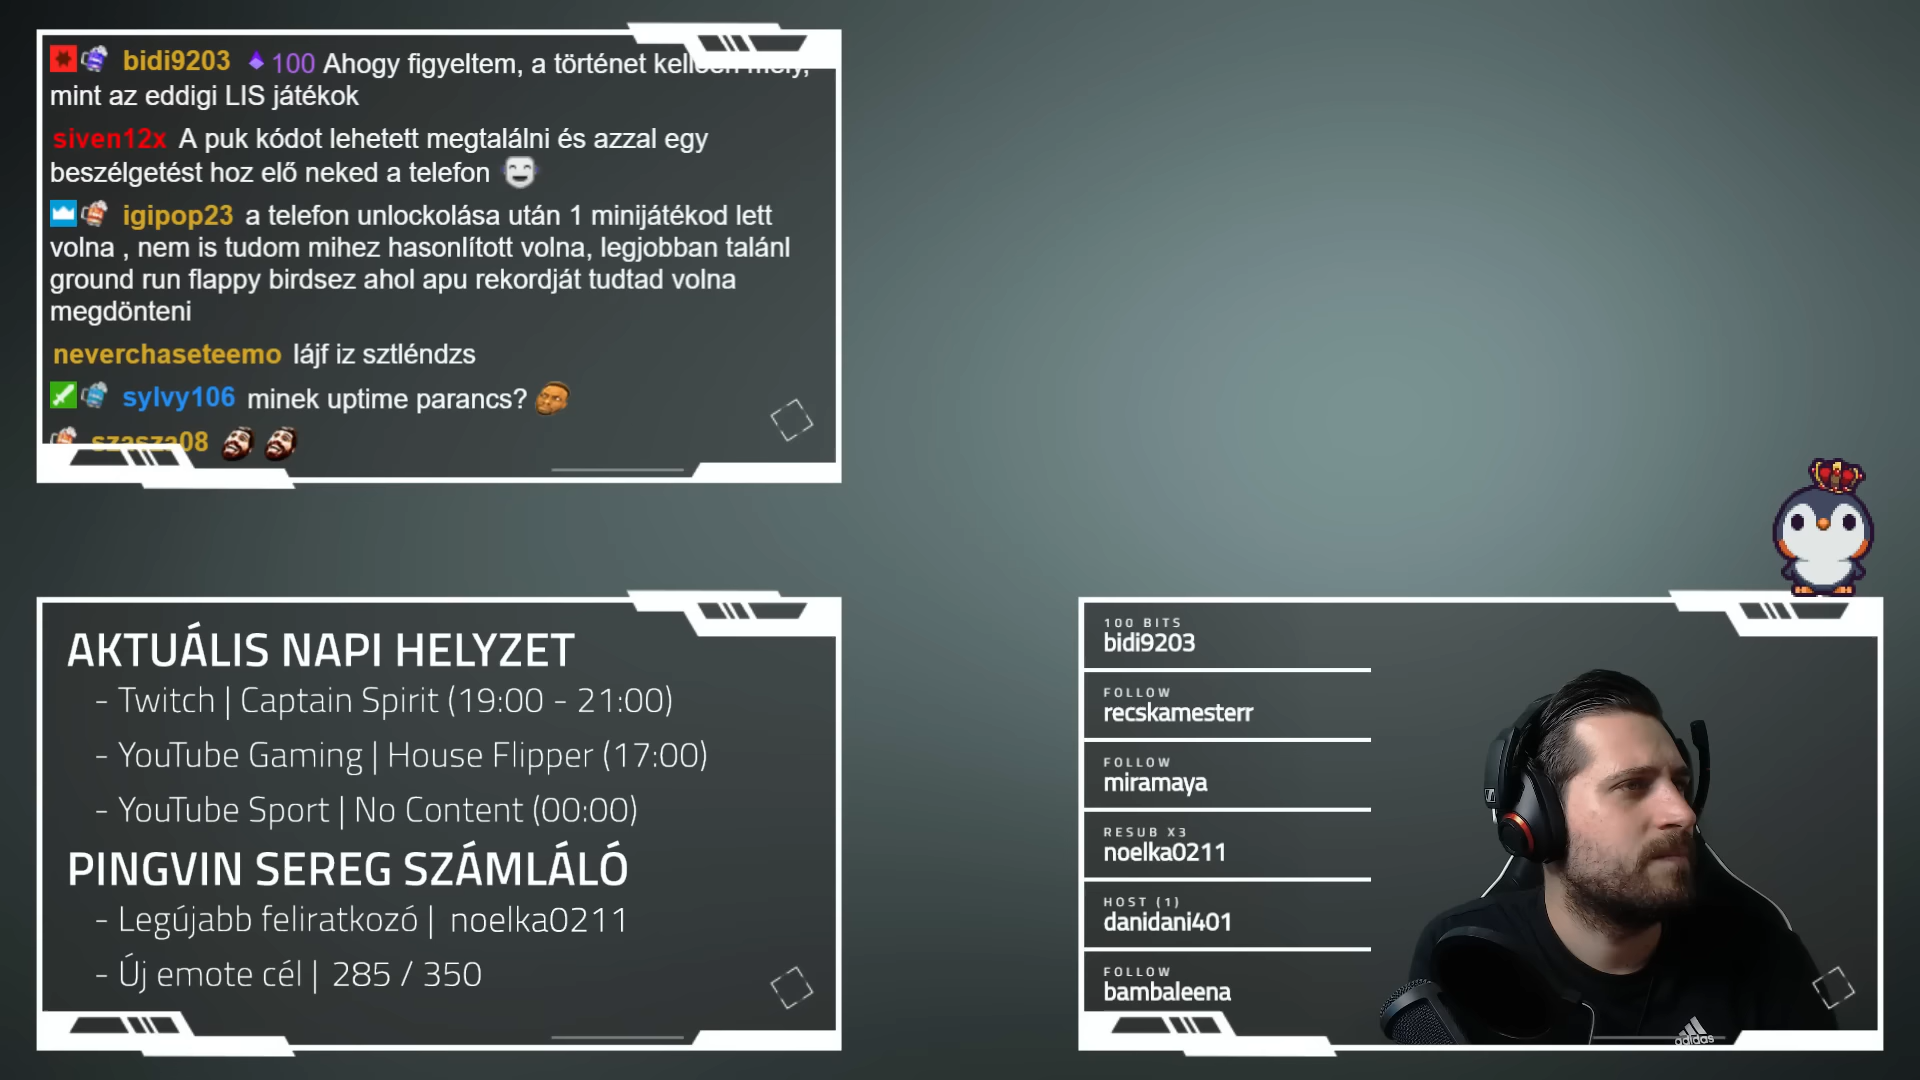 bidi9203 100 Ahogy figyeltem, a történet
mint az eddigi LIS játékok
siven12x A puk kódot lehetett megtalálni és azzal egy
beszélgetést hoz elő neked a telefon
igipop23 a telefon unlockolása után 1 minijátékod lett
volna , nem is tudom mihez hasonlított volna, legjobban talánl
ground run flappy birdsez ahol apu rekordját tudtad volna
megdönteni
neverchaseteemo lájf iz sztléndzs
sylvy106 minek uptime parancs?
szasza08
AKTUÁLIS NAPI HELYZET
- Twitch | Captain Spirit (19:00 - 21:00)
- YouTube Gaming | House Flipper (17:00)
- YouTube Sport | No Content (00:00)
PINGVIN SEREG SZÁMLÁLÓ
- Legújabb feliratkozó | noelka0211
- Új emote cél | 285 / 350
100 BITS
bidi9203
FOLLOW
recskamesterr
FOLLOW
miramaya
RESUB X3
noelka0211
HOST (1)
danidani401
FOLLOW
bambaleena
adidas